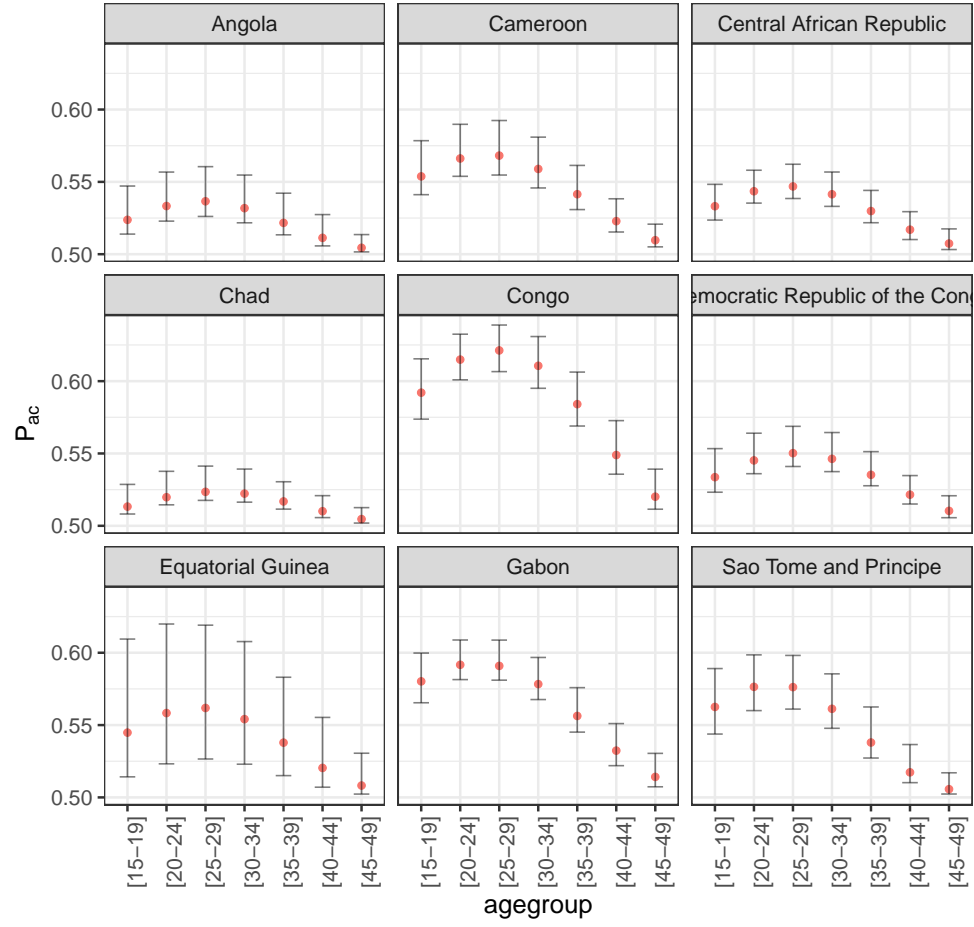 Angola
Cameroon
Central African Republic
0.60
0.55
0.50
Chad
Congo
emocratic Republic of the Cong
0.60
0.55
0.50
Pac
Equatorial Guinea
Gabon
Sao Tome and Principe
0.60
0.55
0.50
[15−19] [20−24] [25−29] [30−34] [35−39] [40−44] [45−49]
[15−19] [20−24] [25−29] [30−34] [35−39] [40−44] [45−49]
[15−19] [20−24] [25−29] [30−34] [35−39] [40−44] [45−49]
agegroup